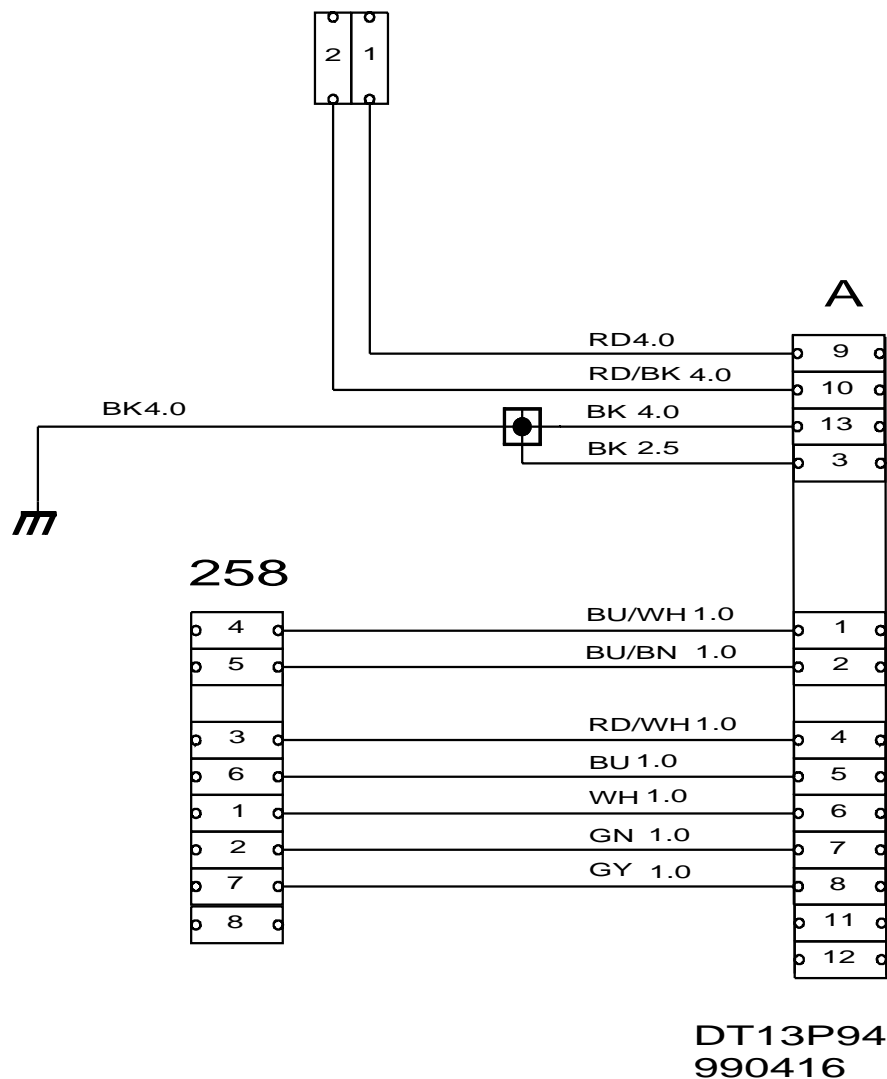 2 1
A
RD4.0 9
RD/BK 4.0 10
BK4.0 BK 4.0 13
BK 2.5 3
258
4 BU/WH 1.0 1
5 BU/BN 1.0 2
3 RD/WH 1.0 4
6 BU 1.0 5
1 WH 1.0 6
2 GN 1.0 7
7 GY 1.0 8
8 11
12
DT13P94
990416